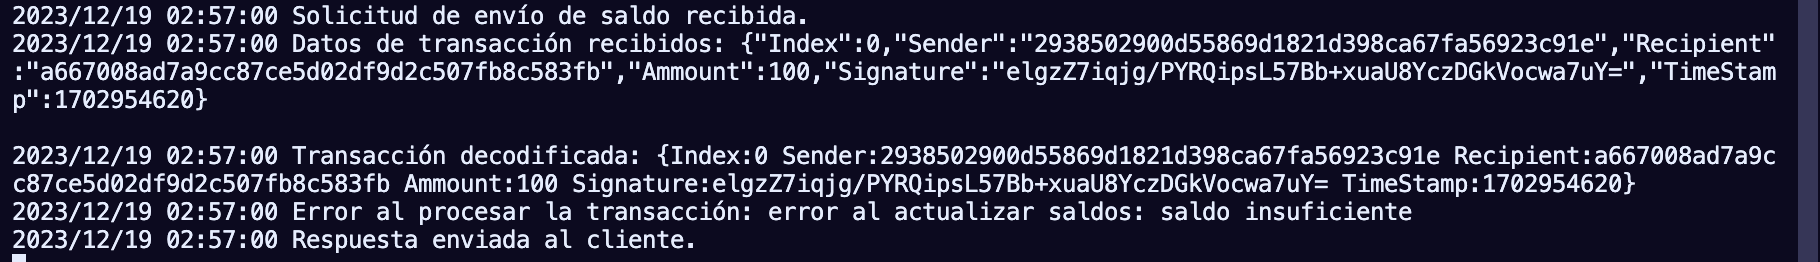 2023/12/19 02:57:00 Solicitud de envío de saldo recibida.
2023/12/19 02:57:00 Datos de transacción recibidos: {"Index":0,"Sender":"2938502900d55869d1821d398ca67fa56923c91e","Recipient"
:"a667008ad7a9cc87ce5d02df9d2c507fb8c583fb","Ammount":100,"Signature":"elgzZ7iqjg/PYRQipsL57Bb+xuaU8YczDGkVocwa7uY=","TimeStam
p":1702954620}
2023/12/19 02:57:00 Transacción decodificada: {Index:0 Sender:2938502900d55869d1821d398ca67fa56923c91e Recipient:a667008ad7a9c
c87ce5d02df9d2c507fb8c583fb Ammount:100 Signature:elgzZ7iqjg/PYRQipsL57Bb+xuaU8YczDGkVocwa7uY= TimeStamp:1702954620}
2023/12/19 02:57:00 Error al procesar la transacción: error al actualizar saldos: saldo insuficiente
2023/12/19 02:57:00 Respuesta enviada al cliente.